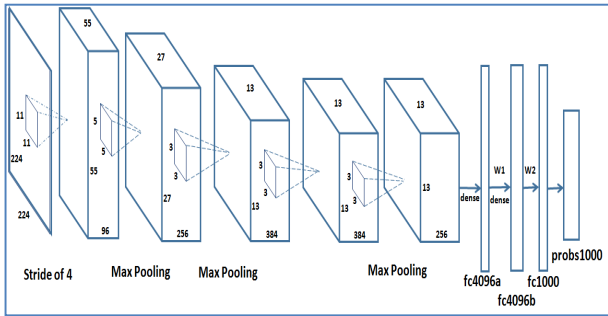 11
11
224
224
Stride of 4
55
5
5
55
96
Max Pooling
27
3
3
27
256
Max Pooling
13
3
3
13
384
13
3
3
13
384
Max Pooling
13
13
256
dense
fc4096a
W1
dense
fc4096b
W2
fc1000
probs1000